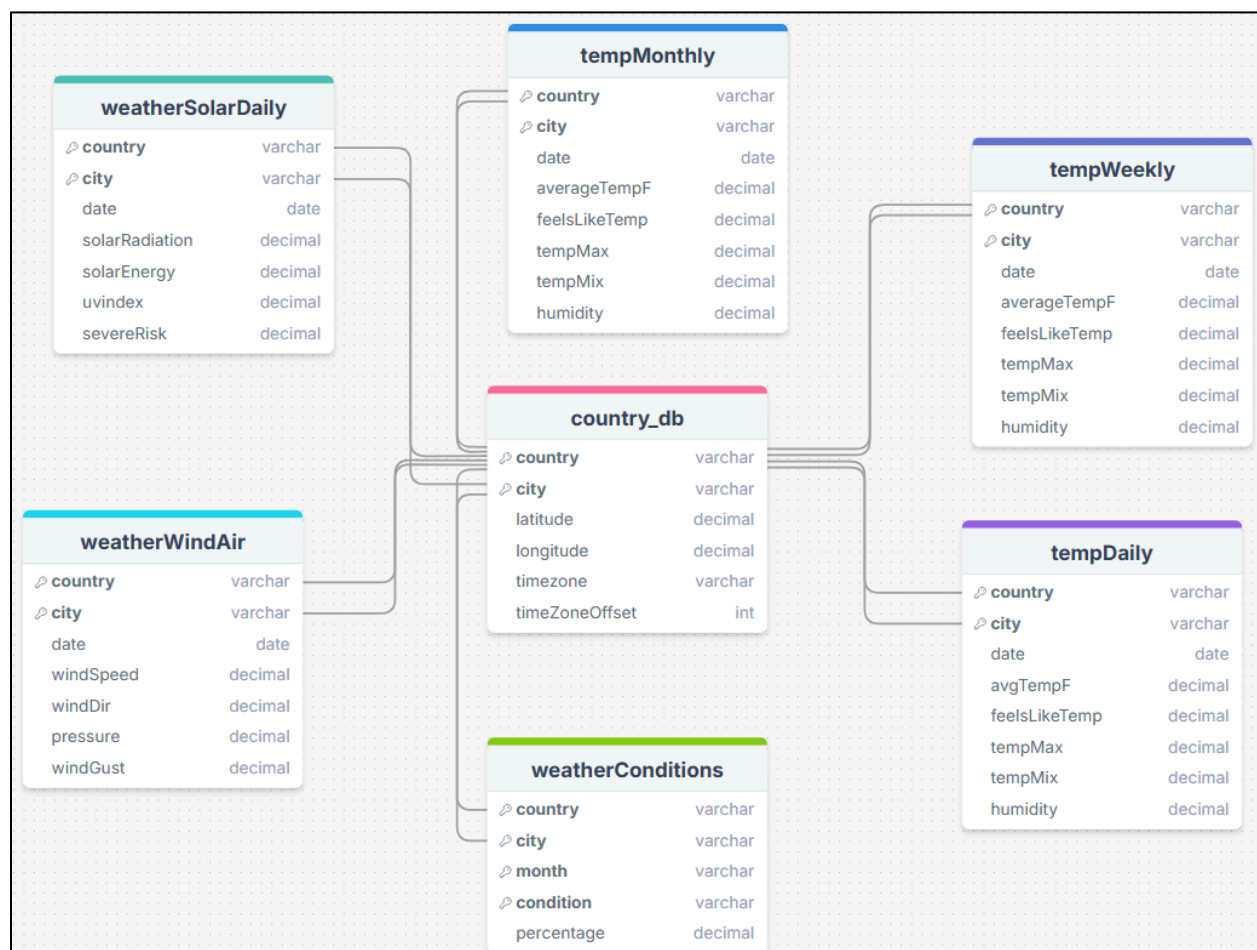 weatherSolarDaily
country varchar
city varchar
date date
solarRadiation decimal
solarEnergy decimal
uvindex decimal
severeRisk decimal
tempMonthly
country varchar
city varchar
date date
averageTempF decimal
feelsLikeTemp decimal
tempMax decimal
tempMix decimal
humidity decimal
tempWeekly
country varchar
city varchar
date date
averageTempF decimal
feelsLikeTemp decimal
tempMax decimal
tempMix decimal
humidity decimal
country_db
country varchar
city varchar
latitude decimal
longitude decimal
timezone varchar
timeZoneOffset int
weatherWindAir
country varchar
city varchar
date date
windSpeed decimal
windDir decimal
pressure decimal
windGust decimal
tempDaily
country varchar
city varchar
date date
avgTempF decimal
feelsLikeTemp decimal
tempMax decimal
tempMix decimal
humidity decimal
weatherConditions
country varchar
city varchar
month varchar
condition varchar
percentage decimal